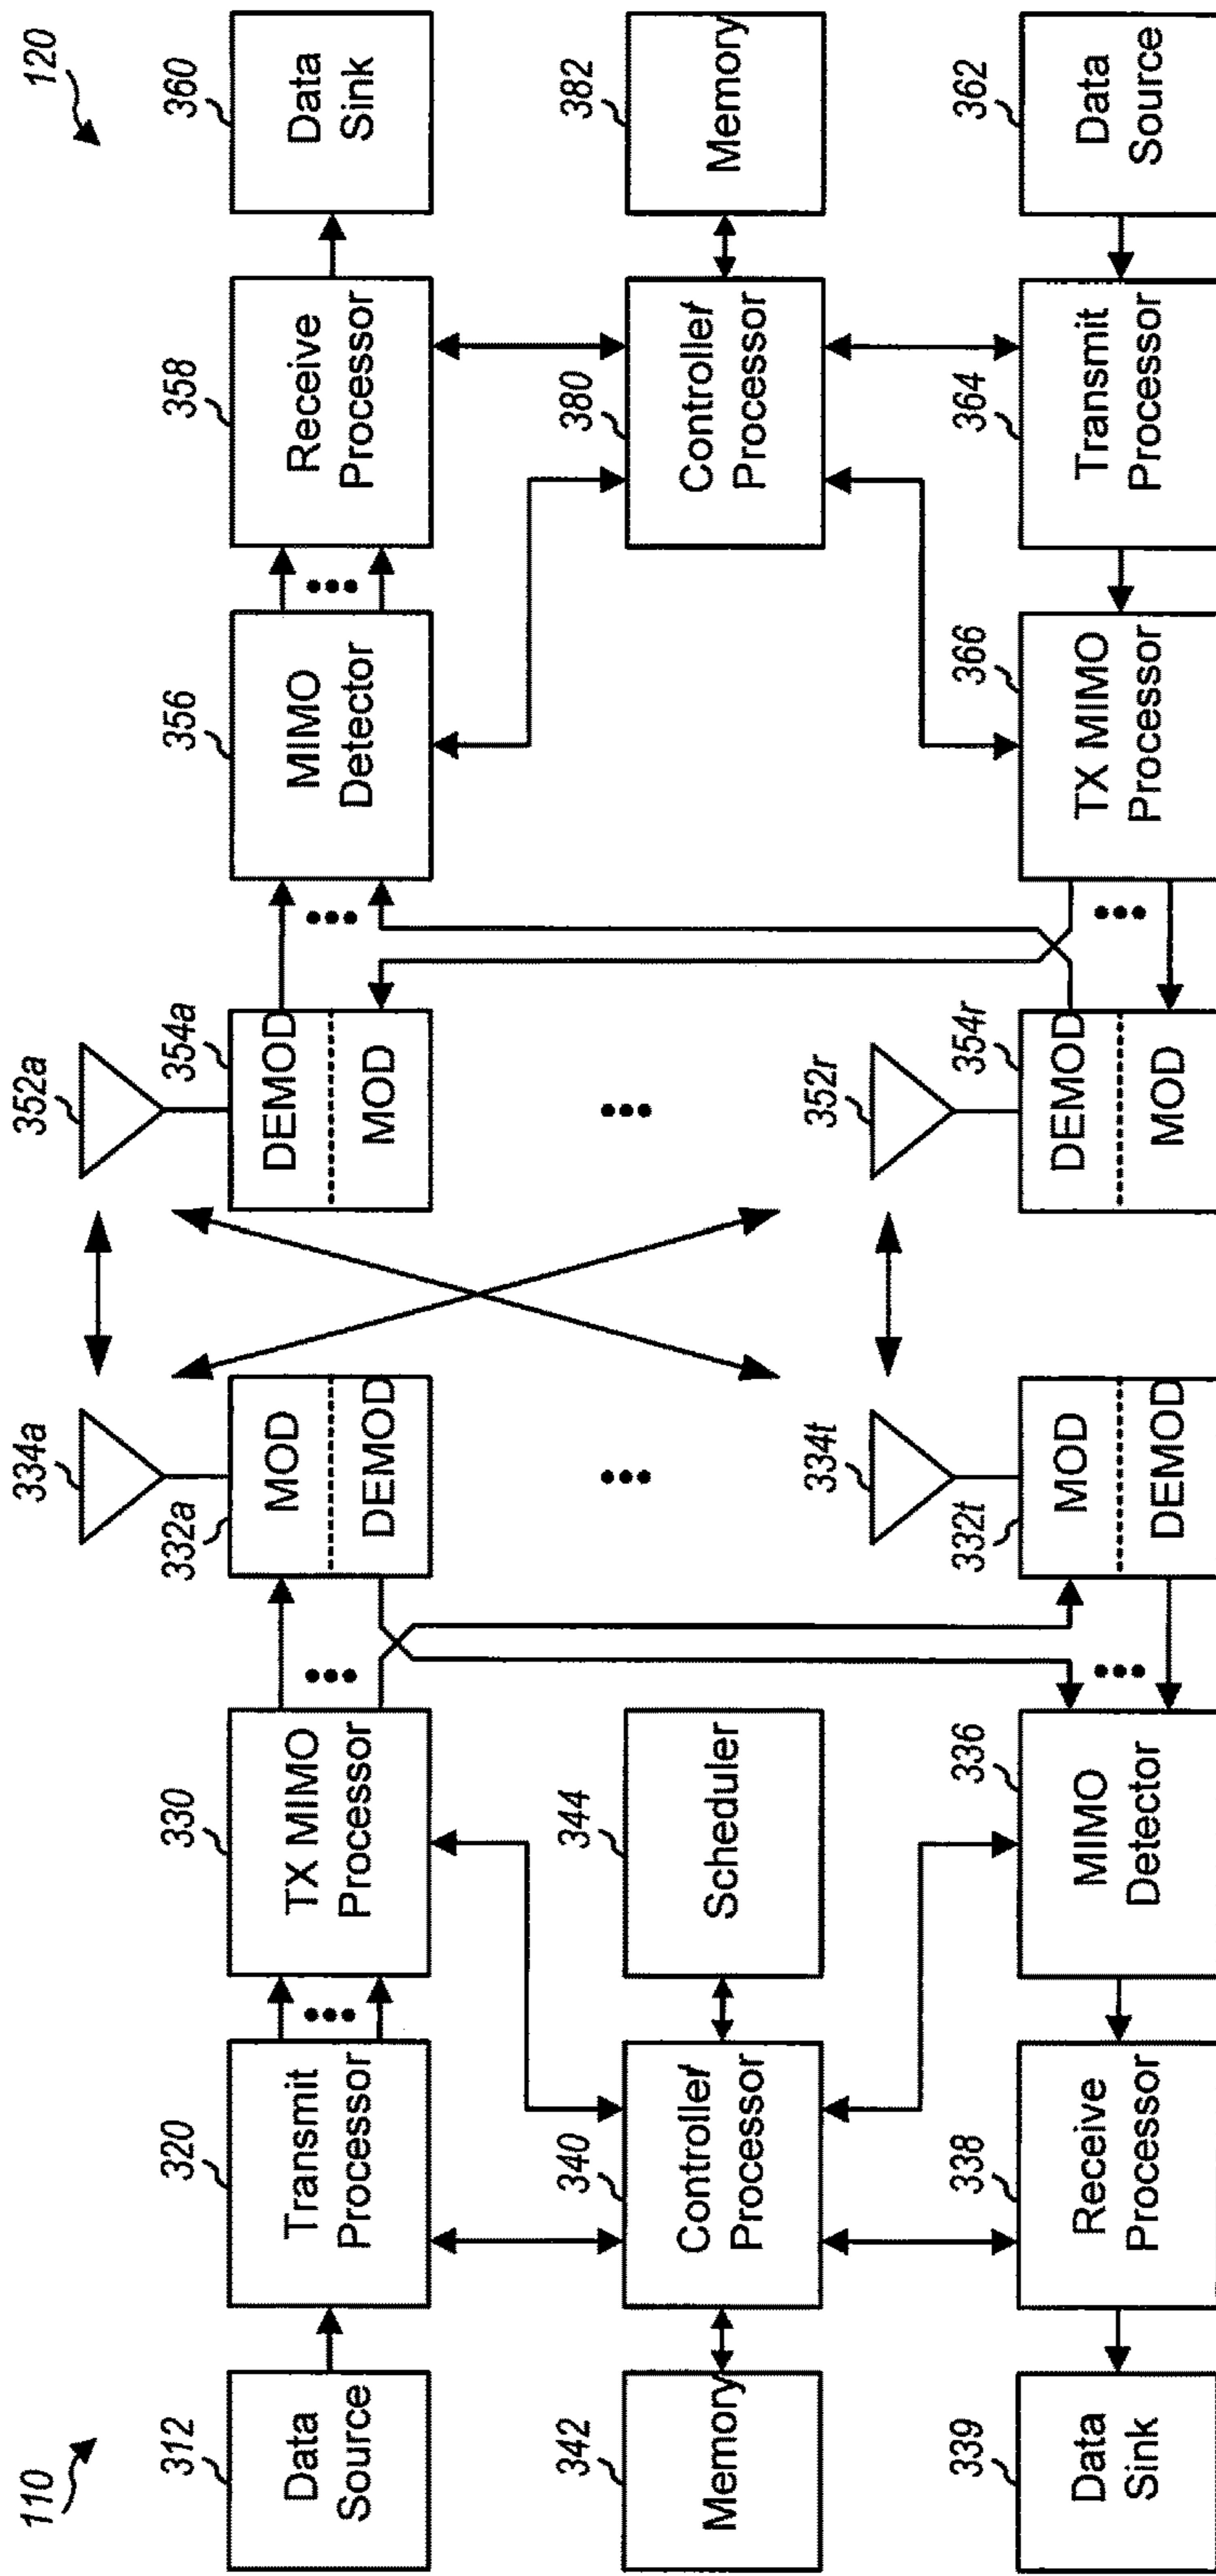 110
120
312
Data
Source
320
Transmit
Processor
330
TX MIMO
Processor
332a
MOD
DEMOD
334a
352a
354a
DEMOD
MOD
356
MIMO
Detector
358
Receive
Processor
360
Data
Sink
342
Memory
340
Controller/
Processor
344
Scheduler
380
Controller/
Processor
382
Memory
339
Data
Sink
338
Receive
Processor
336
MIMO
Detector
332t
MOD
DEMOD
334t
352r
354r
DEMOD
MOD
366
TX MIMO
Processor
364
Transmit
Processor
362
Data
Source